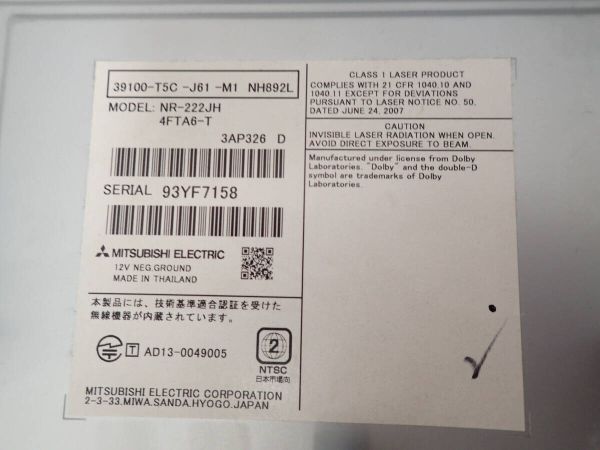 39100-T5C -J61 -M1 NH892L
MODEL: NR-222JH
4FTA6-T
3AP326 D
SERIAL 93YF7158
MITSUBISHI ELECTRIC
12V NEG.GROUND
MADE IN THAILAND
本製品には、技術基準適合認証を受けた
無線機器が内蔵されています。
T AD13-0049005
2
NTSC
日本市場向
MITSUBISHI ELECTRIC CORPORATION
2-3-33.MIWA.SANDA.HYOGO.JAPAN
CLASS 1 LASER PRODUCT
COMPLIES WITH 21 CFR 1040.10 AND
1040.11 EXCEPT FOR DEVIATIONS
PURSUANT TO LASER NOTICE NO. 50,
DATED JUNE 24, 2007
CAUTION
INVISIBLE LASER RADIATION WHEN OPEN.
AVOID DIRECT EXPOSURE TO BEAM.
Manufactured under license from Dolby
Laboratories. "Dolby" and the double-D
symbol are trademarks of Dolby
Laboratories.